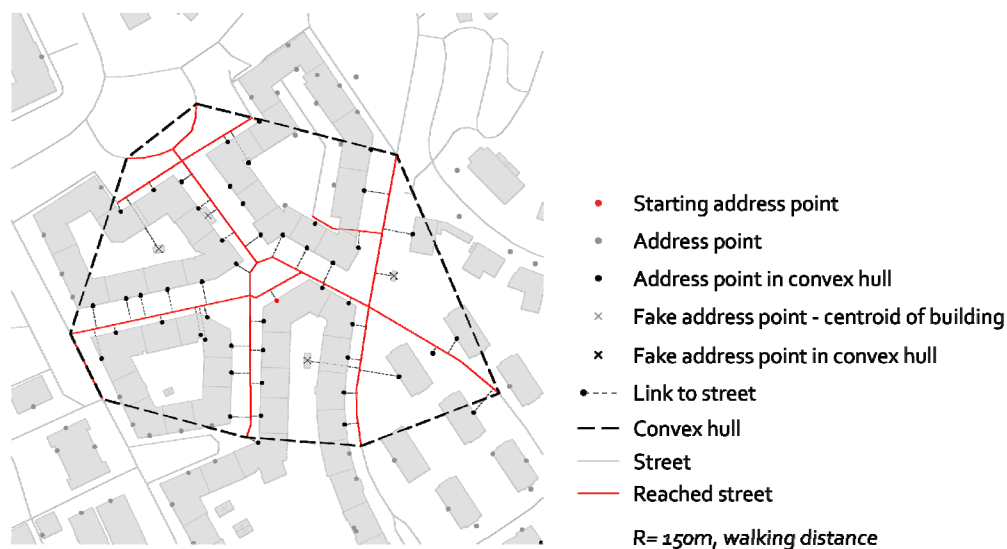 Starting address point
Address point
Address point in convex hull
Fake address point - centroid of building
Fake address point in convex hull
Link to street
Convex hull
Street
Reached street
R= 150m, walking distance